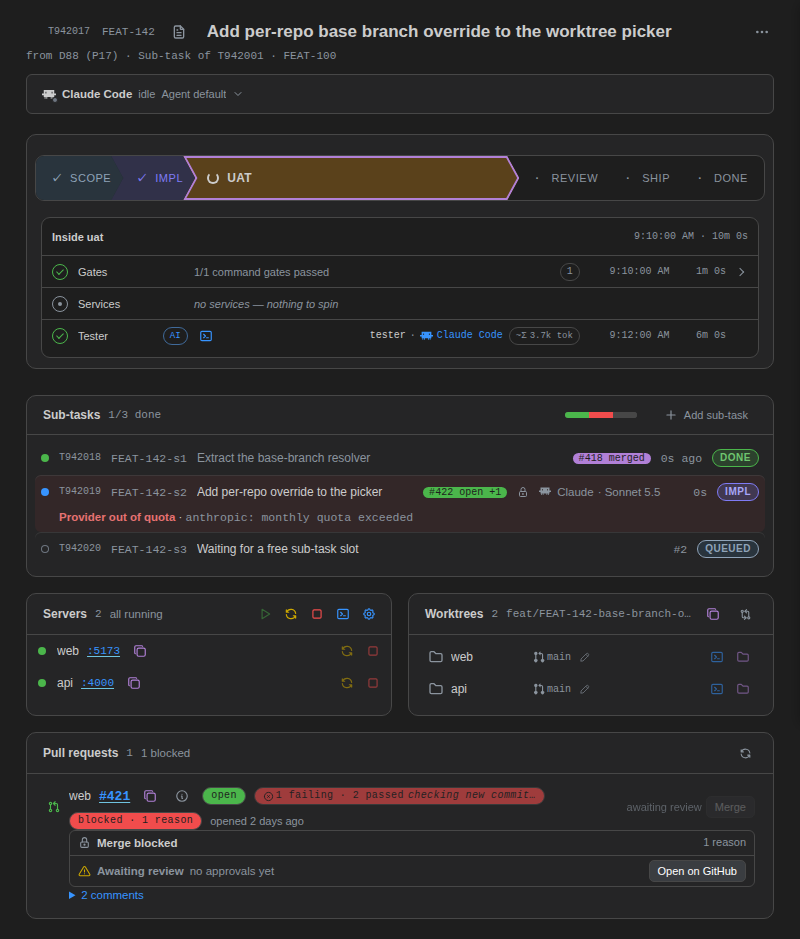 T942017 FEAT-142 Add per-repo base branch override to the worktree picker
from D88 (P17) · Sub-task of T942001 · FEAT-100
Claude Code idle Agent default
SCOPE IMPL UAT · REVIEW · SHIP · DONE
Inside uat 9:10:00 AM · 10m 0s
Gates 1/1 command gates passed 1 9:10:00 AM 1m 0s
Services no services — nothing to spin
Tester AI tester · Claude Code ~Σ 3.7k tok 9:12:00 AM 6m 0s
Sub-tasks 1/3 done Add sub-task
T942018 FEAT-142-s1 Extract the base-branch resolver #418 merged 0s ago DONE
T942019 FEAT-142-s2 Add per-repo override to the picker #422 open +1 Claude · Sonnet 5.5 0s IMPL
Provider out of quota · anthropic: monthly quota exceeded
T942020 FEAT-142-s3 Waiting for a free sub-task slot #2 QUEUED
Servers 2 all running
web :5173
api :4000
Worktrees 2 feat/FEAT-142-base-branch-o…
web main
api main
Pull requests 1 1 blocked
web #421 open 1 failing · 2 passed checking new commit…
blocked · 1 reason opened 2 days ago
awaiting review Merge
Merge blocked 1 reason
Awaiting review no approvals yet Open on GitHub
2 comments